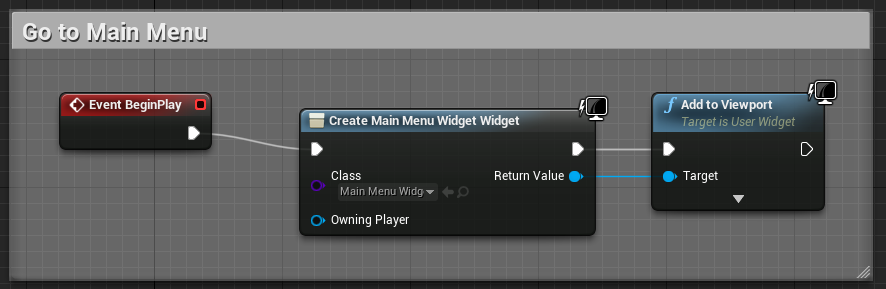 Go to Main Menu
Event BeginPlay
Create Main Menu Widget Widget
Class
Main Menu Widg
Return Value
Owning Player
Add to Viewport
Target is User Widget
Target